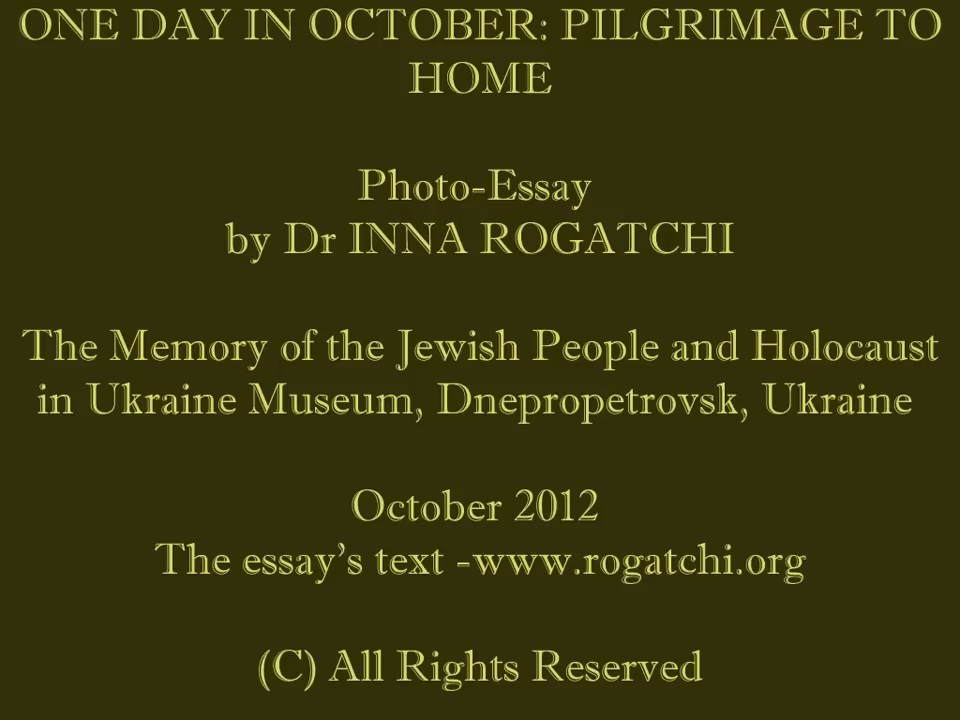 ONE DAY IN OCTOBER: PILGRIMAGE TO
HOME
Photo-Essay
by Dr INNA ROGATCHI
The Memory of the Jewish People and Holocaust
in Ukraine Museum, Dnepropetrovsk, Ukraine
October 2012
The essay’s text -www.rogatchi.org
(C) All Rights Reserved